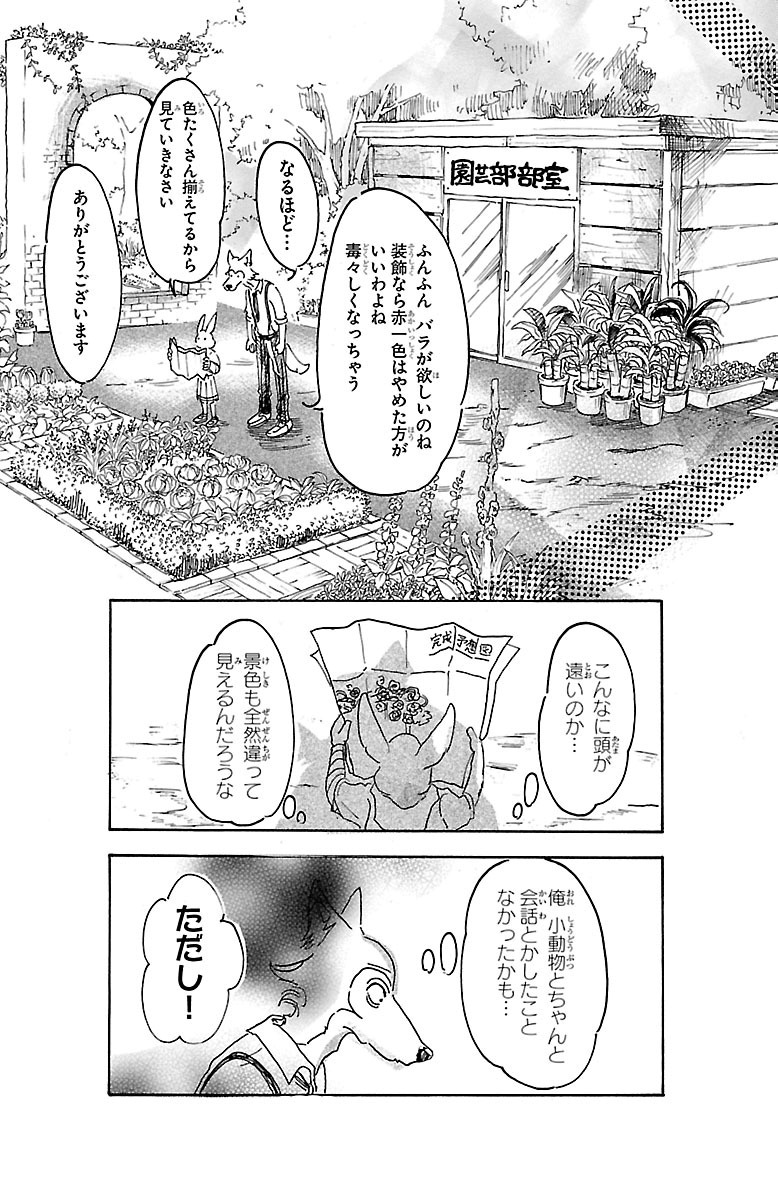 園芸部部室
ふんふん バラが欲しいのね
装飾なら赤一色はやめた方が
いいわよね
毒々しくなっちゃう
なるほど…
色たくさん揃えてるから
見ていきなさい
ありがとうございます
こんなに頭が
遠いのか…
完成予想図
景色も全然違って
見えるんだろうな
俺 小動物とちゃんと
会話とかしたこと
なかったかも…
ただし!